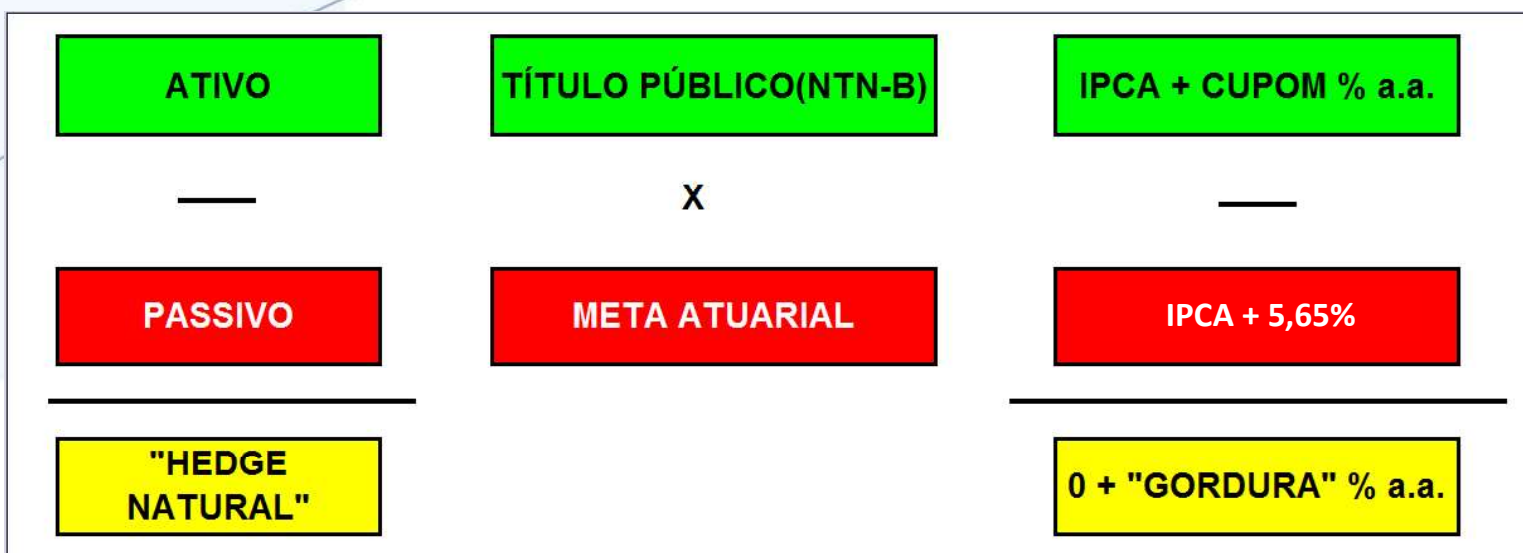 ATIVO
TÍTULO PÚBLICO(NTN-B)
IPCA + CUPOM % a.a.
X
PASSIVO
META ATUARIAL
IPCA + 5,65%
"HEDGE
NATURAL"
0 + "GORDURA" % a.a.